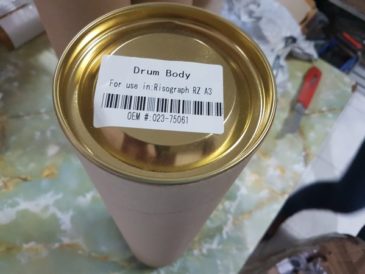 Drum Body
For use in:Risograph RZ A3
OEM #:023-75061